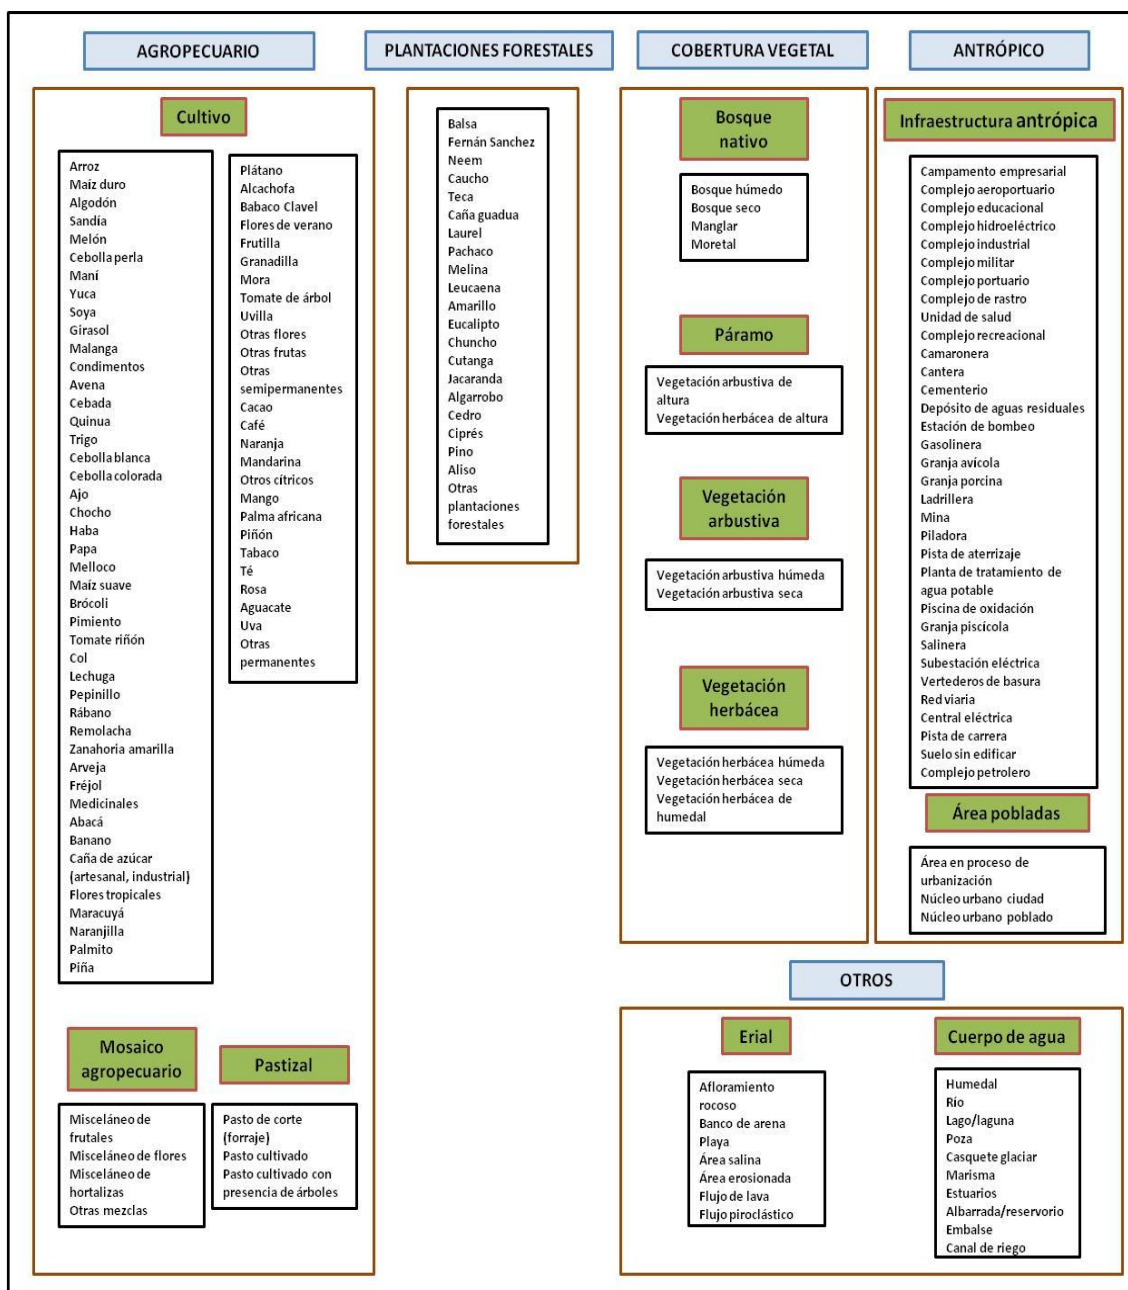 AGROPECUARIO
Cultivo
Arroz
Maíz duro
Algodón
Sandía
Melón
Cebolla perla
Maní
Yuca
Soya
Girasol
Malanga
Condimentos
Avena
Cebada
Quinua
Trigo
Cebolla blanca
Cebolla colorada
Ajo
Chocho
Haba
Papa
Melloco
Maíz suave
Brócoli
Pimiento
Tomate riñón
Col
Lechuga
Pepinillo
Rábano
Remolacha
Zanahoria amarilla
Arveja
Fréjol
Medicinales
Abacá
Banano
Caña de azúcar
(artesanal, industrial)
Flores tropicales
Maracuyá
Naranjilla
Palmito
Piña
Plátano
Alcachofa
Babaco Clavel
Flores de verano
Frutilla
Granadilla
Mora
Tomate de árbol
Uvilla
Otras flores
Otras frutas
Otras
semipermanentes
Cacao
Café
Naranja
Mandarina
Otros cítricos
Mango
Palma africana
Piñón
Tabaco
Té
Rosa
Aguacate
Uva
Otras
permanentes
Mosaico
agropecuario
Misceláneo de
frutales
Misceláneo de flores
Misceláneo de
hortalizas
Otras mezclas
Pastizal
Pasto de corte
(forraje)
Pasto cultivado
Pasto cultivado con
presencia de árboles
PLANTACIONES FORESTALES
Balsa
Fernán Sanchez
Neem
Caucho
Teca
Caña guadua
Laurel
Pachaco
Melina
Leucaena
Amarillo
Eucalipto
Chuncho
Cutanga
Jacaranda
Algarrobo
Cedro
Ciprés
Pino
Aliso
Otras
plantaciones
forestales
COBERTURA VEGETAL
Bosque
nativo
Bosque húmedo
Bosque seco
Manglar
Moretal
Páramo
Vegetación arbustiva de
altura
Vegetación herbácea de altura
Vegetación
arbustiva
Vegetación arbustiva húmeda
Vegetación arbustiva seca
Vegetación
herbácea
Vegetación herbácea húmeda
Vegetación herbácea seca
Vegetación herbácea de
humedal
ANTRÓPICO
Infraestructura antrópica
Campamento empresarial
Complejo aeroportuario
Complejo educacional
Complejo hidroeléctrico
Complejo industrial
Complejo militar
Complejo portuario
Complejo de rastro
Unidad de salud
Complejo recreacional
Camaronera
Cantera
Cementerio
Depósito de aguas residuales
Estación de bombeo
Gasolinera
Granja avícola
Granja porcina
Ladrillera
Mina
Piladora
Pista de aterrizaje
Planta de tratamiento de
agua potable
Piscina de oxidación
Granja piscícola
Salinera
Subestación eléctrica
Vertederos de basura
Red viaria
Central eléctrica
Pista de carrera
Suelo sin edificar
Complejo petrolero
Área pobladas
Área en proceso de
urbanización
Núcleo urbano ciudad
Núcleo urbano poblado
OTROS
Erial
Afloramiento
rocoso
Banco de arena
Playa
Área salina
Área erosionada
Flujo de lava
Flujo piroclástico
Cuerpo de agua
Humedal
Río
Lago/laguna
Poza
Casquete glaciar
Marisma
Estuarios
Albarrada/reservorio
Embalse
Canal de riego